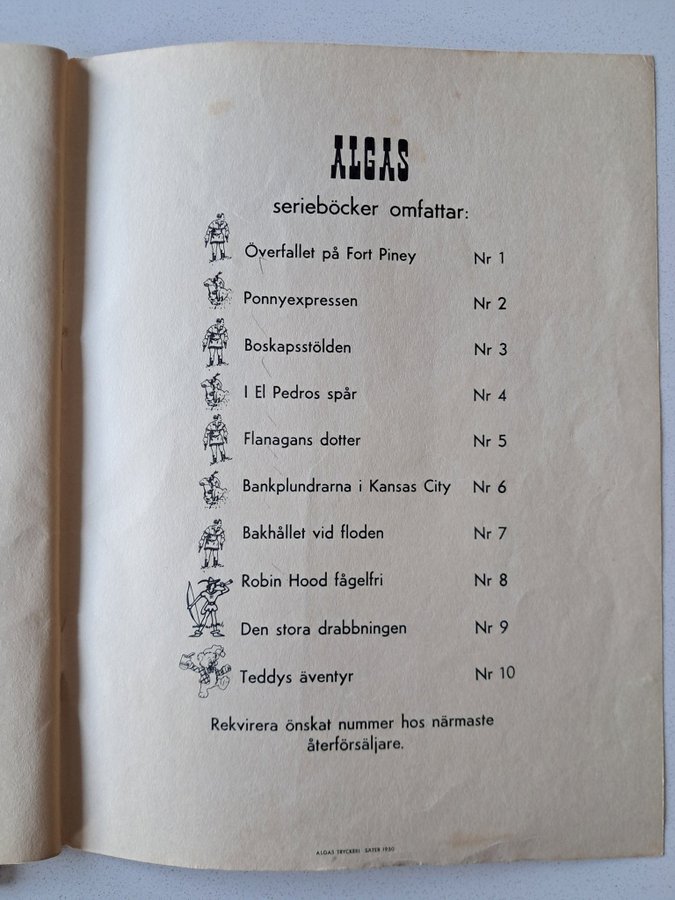 ALGAS
serieböcker omfattar:
Överfallet på Fort Piney Nr 1
Ponnyexpressen Nr 2
Boskapsstölden Nr 3
I El Pedros spår Nr 4
Flanagans dotter Nr 5
Bankplundrarna i Kansas City Nr 6
Bakhållet vid floden Nr 7
Robin Hood fågelfri Nr 8
Den stora drabbningen Nr 9
Teddys äventyr Nr 10
Rekvirera önskat nummer hos närmaste
återförsäljare.
ALGAS TRYCKERI SÄTER 1950